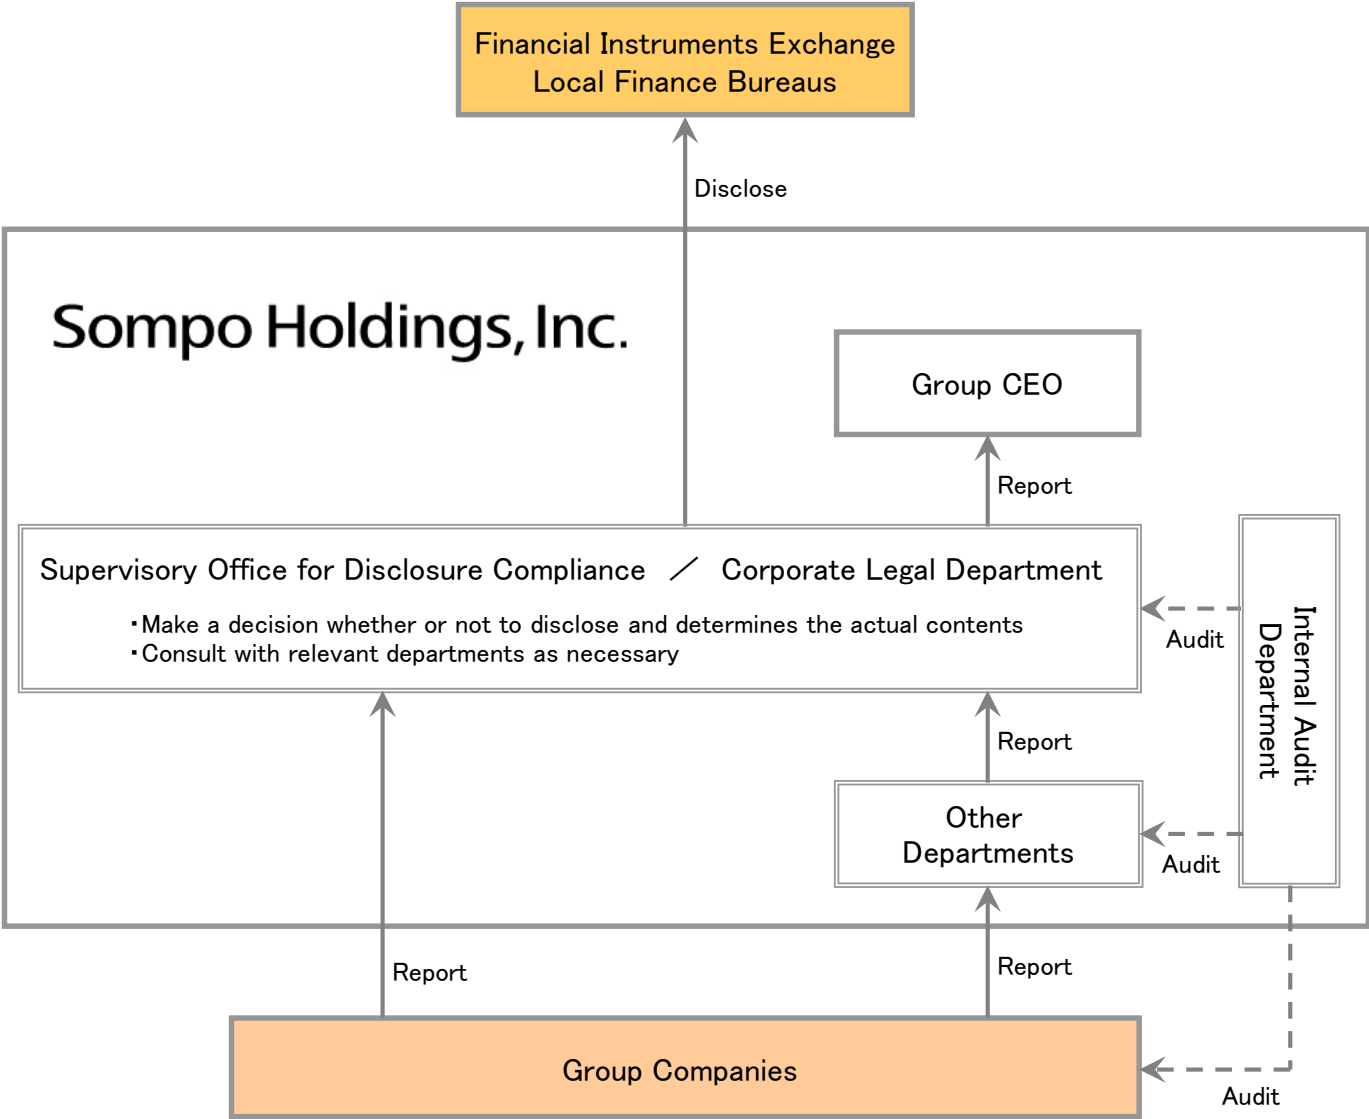 Financial Instruments Exchange
Local Finance Bureaus
Disclose
Sompo Holdings, Inc.
Group CEO
Report
Supervisory Office for Disclosure Compliance ／ Corporate Legal Department
・Make a decision whether or not to disclose and determines the actual contents
・Consult with relevant departments as necessary
Audit
Internal Audit
Department
Report
Other
Departments
Audit
Report
Report
Group Companies
Audit